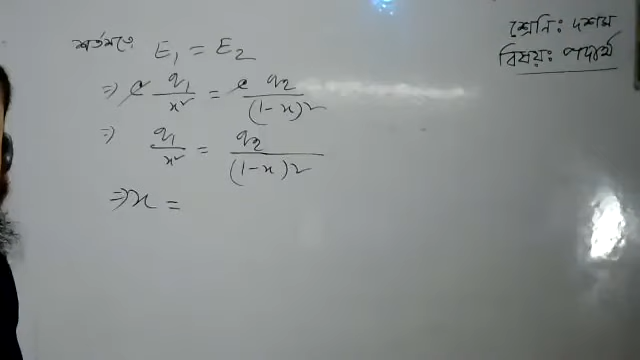 শ্রেনি: দশম
বিষয়: পদার্থ
শর্তমতে E₁ = E₂
⇒ c q₁/x² = c q₂/(1-x)²
⇒ q₁/x² = q₂/(1-x)²
⇒ x =